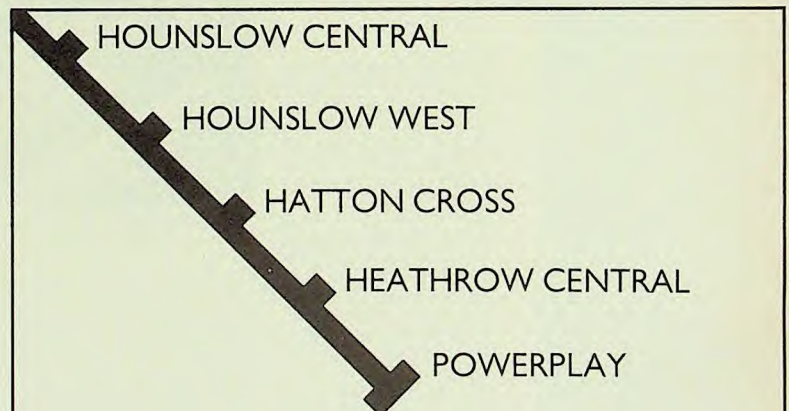 HOUNSLOW CENTRAL
HOUNSLOW WEST
HATTON CROSS
HEATHROW CENTRAL
POWERPLAY